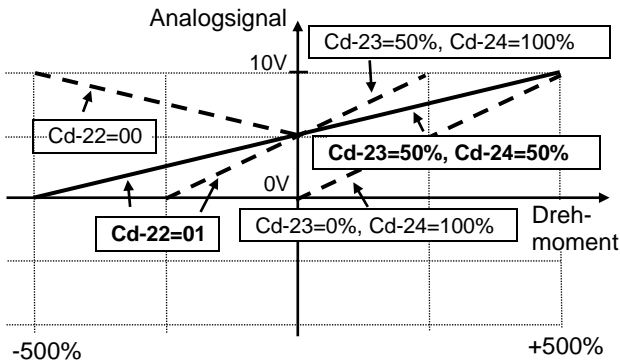 Analogsignal
Cd-23=50%, Cd-24=100%
10V
Cd-22=00
Cd-23=50%, Cd-24=50%
0V
Cd-22=01
Cd-23=0%, Cd-24=100%
Dreh-
moment
-500%
+500%